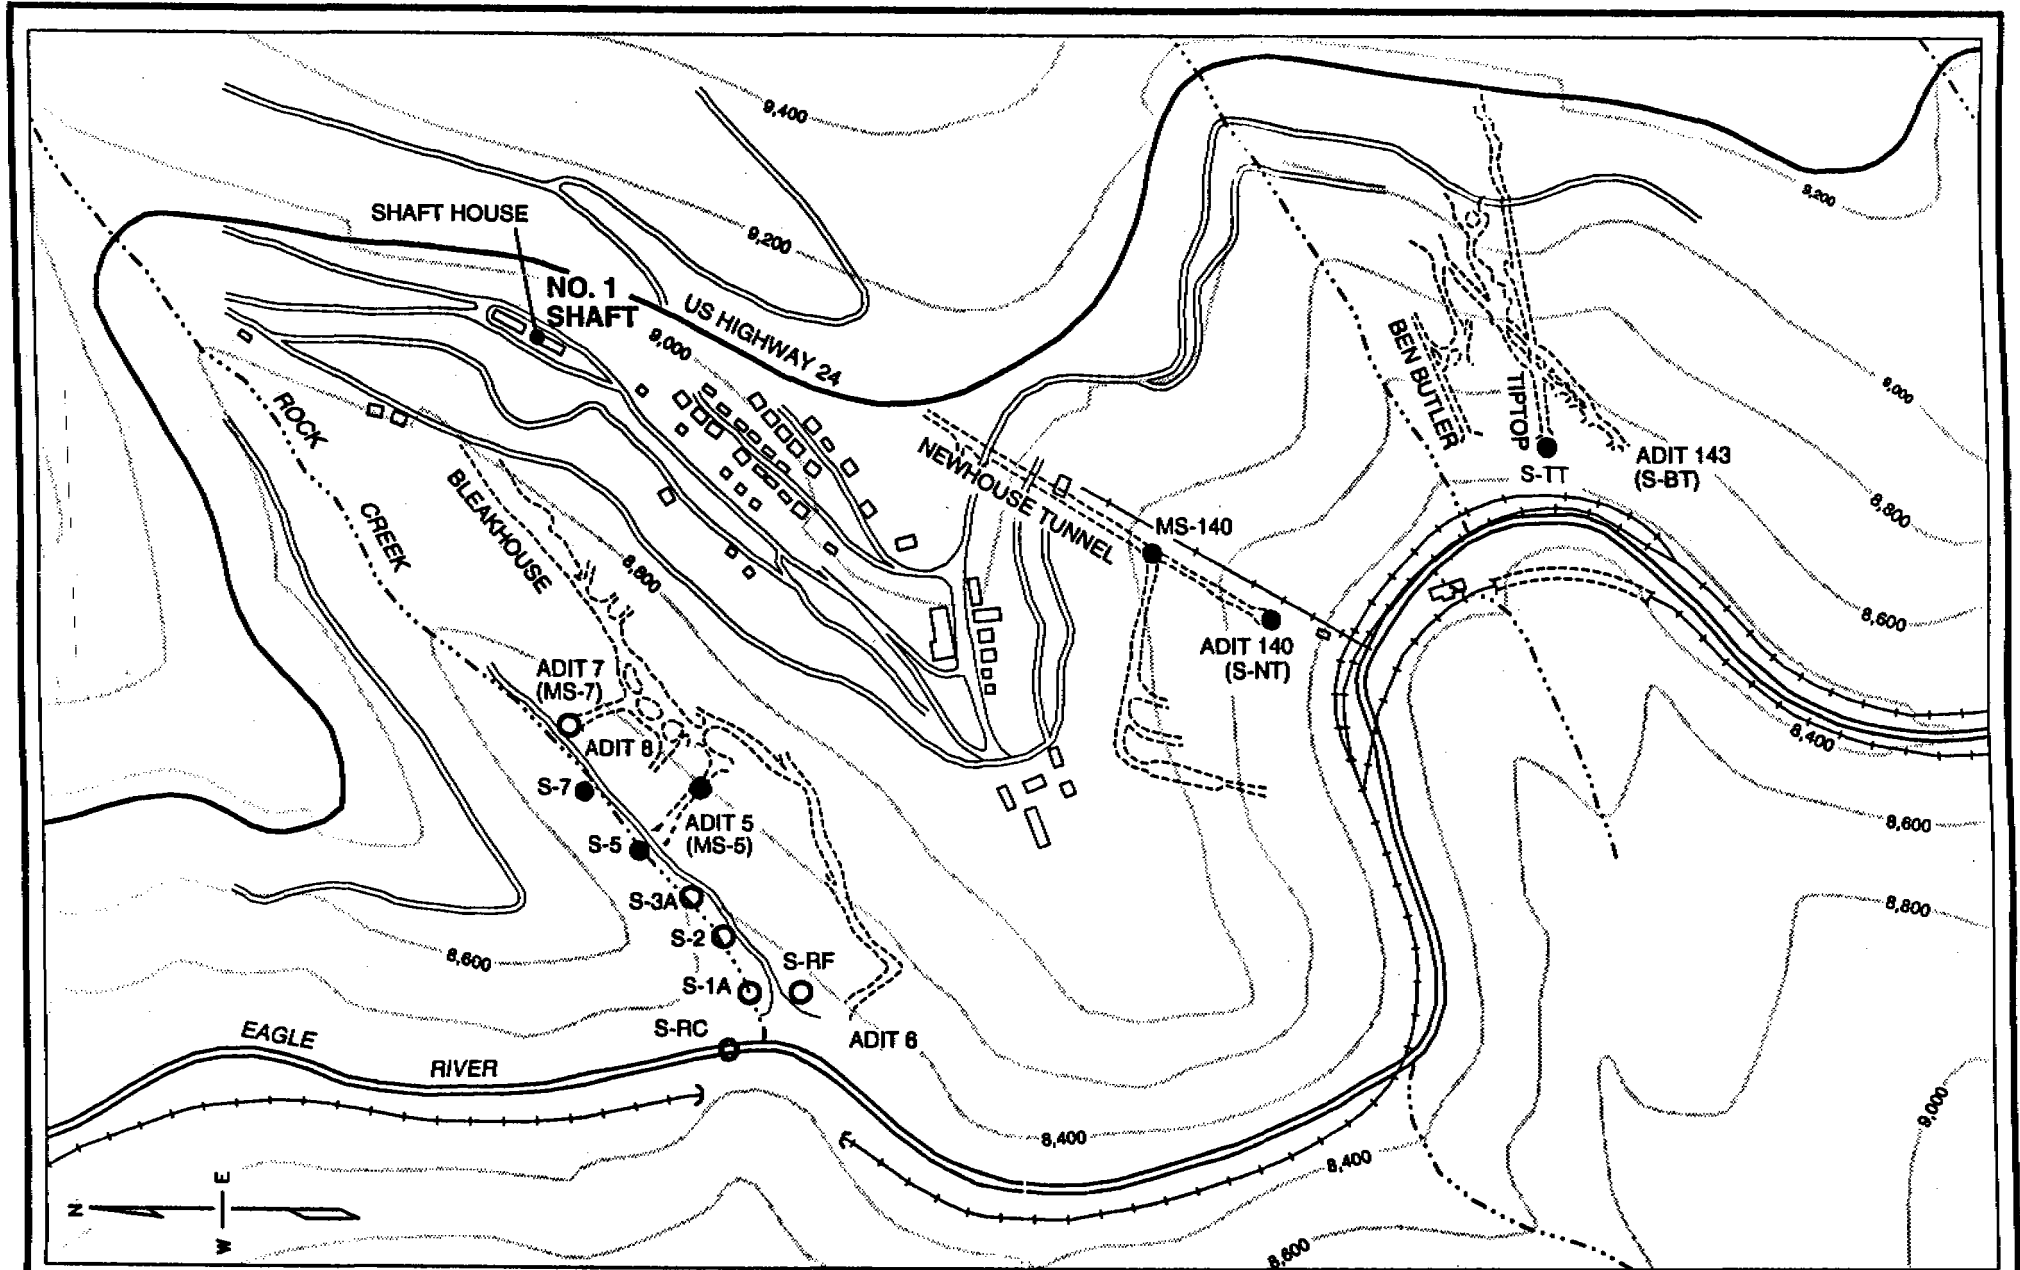 9,400
SHAFT HOUSE
9,200
9,200
NO. 1
SHAFT
US HIGHWAY 24
9,000
ROCK
CREEK
BLEAKHOUSE
8,800
NEWHOUSE TUNNEL
BEN BUTLER
TIPTOP
9,000
ADIT 143
(S-BT)
S-TT
8,800
MS-140
8,600
ADIT 140
(S-NT)
ADIT 7
(MS-7)
ADIT 8
8,400
S-7
ADIT 5
(MS-5)
8,600
S-5
S-3A
8,800
S-2
8,600
S-RF
S-1A
S-RC
EAGLE
RIVER
ADIT 6
9,000
8,400
8,400
8,600
N
E
W